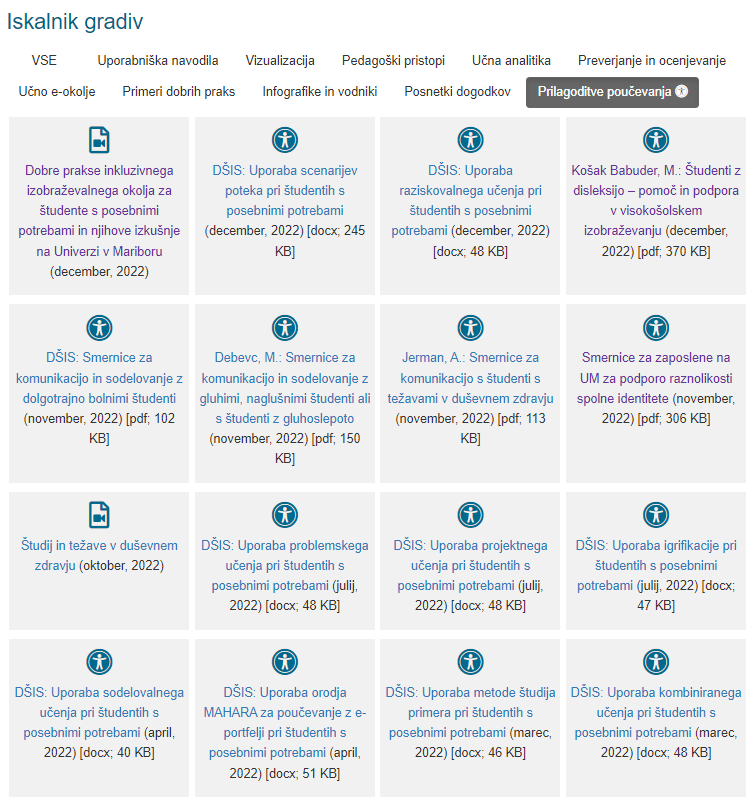 Iskalnik gradiv
VSE Uporabniška navodila Vizualizacija Pedagoški pristopi Učna analitika Preverjanje in ocenjevanje
Učno e-okolje Primeri dobrih praks Infografike in vodniki Posnetki dogodkov Prilagoditve poučevanja
Dobre prakse inkluzivnega
izobraževalnega okolja za
študente s posebnimi
potrebami in njihove izkušnje
na Univerzi v Mariboru
(december, 2022)
DŠIS: Uporaba scenarijev
poteka pri študentih s
posebnimi potrebami
(december, 2022) [docx; 245
KB]
DŠIS: Uporaba
raziskovalnega učenja pri
študentih s posebnimi
potrebami (december, 2022)
[docx; 48 KB]
Košak Babuder, M.: Študenti z
disleksijo – pomoč in podpora
v visokošolskem
izobraževanju (december,
2022) [pdf; 370 KB]
DŠIS: Smernice za
komunikacijo in sodelovanje z
dolgotrajno bolnimi študenti
(november, 2022) [pdf; 102
KB]
Debevc, M.: Smernice za
komunikacijo in sodelovanje z
gluhimi, naglušnimi študenti ali
s študenti z gluhoslepoto
(november, 2022) [pdf; 150
KB]
Jerman, A.: Smernice za
komunikacijo s študenti s
težavami v duševnem zdravju
(november, 2022) [pdf; 113
KB]
Smernice za zaposlene na
UM za podporo raznolikosti
spolne identitete (november,
2022) [pdf; 306 KB]
Študij in težave v duševnem
zdravju (oktober, 2022)
DŠIS: Uporaba problemskega
učenja pri študentih s
posebnimi potrebami (julij,
2022) [docx; 48 KB]
DŠIS: Uporaba projektnega
učenja pri študentih s
posebnimi potrebami (julij,
2022) [docx; 48 KB]
DŠIS: Uporaba igrifikacije pri
študentih s posebnimi
potrebami (julij, 2022) [docx;
47 KB]
DŠIS: Uporaba sodelovalnega
učenja pri študentih s
posebnimi potrebami (april,
2022) [docx; 40 KB]
DŠIS: Uporaba orodja
MAHARA za poučevanje z e-
portfelji pri študentih s
posebnimi potrebami (april,
2022) [docx; 51 KB]
DŠIS: Uporaba metode študija
primera pri študentih s
posebnimi potrebami (marec,
2022) [docx; 46 KB]
DŠIS: Uporaba kombiniranega
učenja pri študentih s
posebnimi potrebami (marec,
2022) [docx; 48 KB]